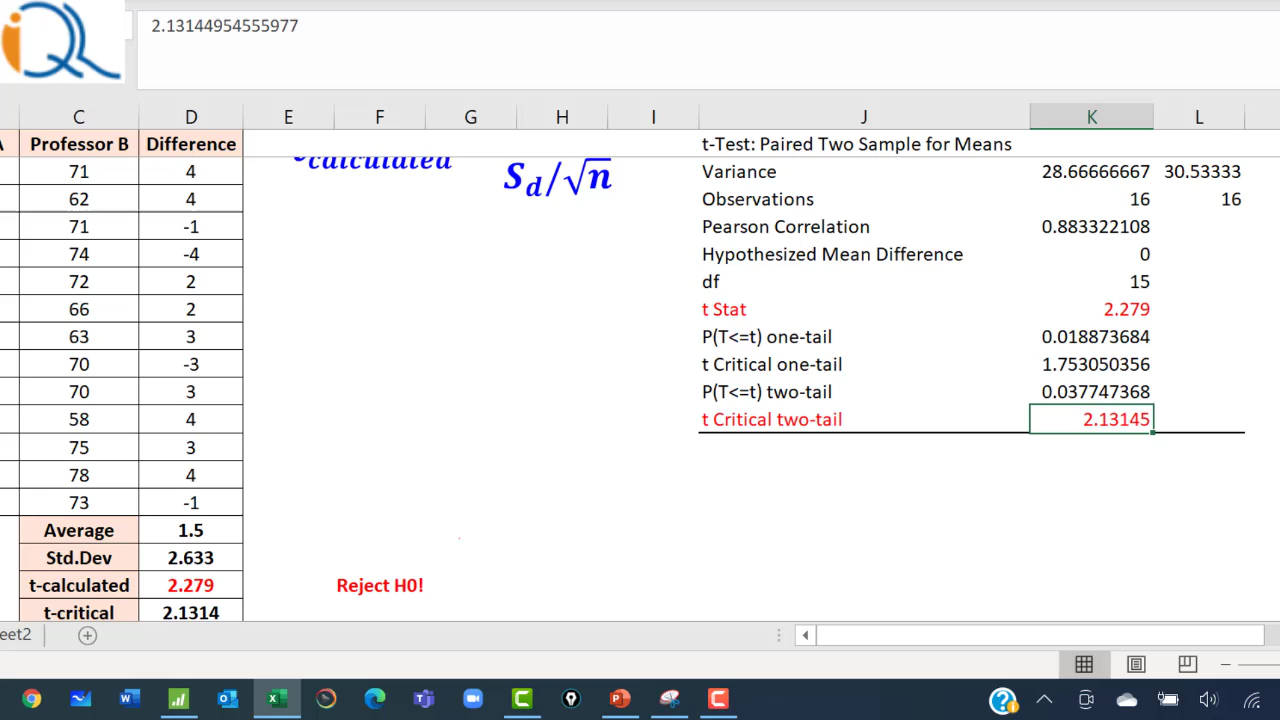 iQL
2.13144954555977
C D E F G H I J K L
A Professor B Difference t-Test: Paired Two Sample for Means
71 4 calculated S_d/√n Variance 28.66666667 30.53333
62 4 Observations 16 16
71 -1 Pearson Correlation 0.883322108
74 -4 Hypothesized Mean Difference 0
72 2 df 15
66 2 t Stat 2.279
63 3 P(T<=t) one-tail 0.018873684
70 -3 t Critical one-tail 1.753050356
70 3 P(T<=t) two-tail 0.037747368
58 4 t Critical two-tail 2.13145
75 3
78 4
73 -1
Average 1.5
Std.Dev 2.633
t-calculated 2.279 Reject H0!
t-critical 2.1314
eet2